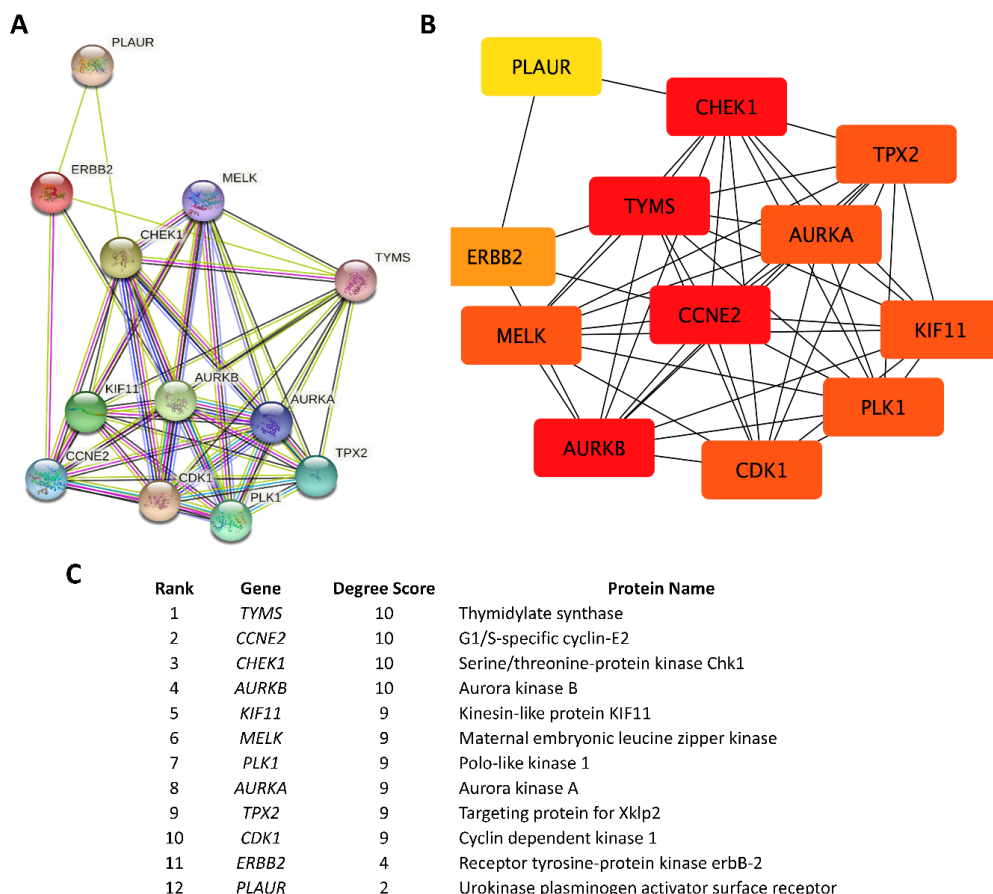 A
PLAUR
ERBB2
MELK
CHEK1
TYMS
KIF11
AURKB
AURKA
CCNE2
CDK1
TPX2
PLK1
B
PLAUR
CHEK1
TPX2
TYMS
AURKA
ERBB2
CCNE2
MELK
KIF11
PLK1
AURKB
CDK1
C
Rank Gene Degree Score Protein Name
1 TYMS 10 Thymidylate synthase
2 CCNE2 10 G1/S-specific cyclin-E2
3 CHEK1 10 Serine/threonine-protein kinase Chk1
4 AURKB 10 Aurora kinase B
5 KIF11 9 Kinesin-like protein KIF11
6 MELK 9 Maternal embryonic leucine zipper kinase
7 PLK1 9 Polo-like kinase 1
8 AURKA 9 Aurora kinase A
9 TPX2 9 Targeting protein for Xklp2
10 CDK1 9 Cyclin dependent kinase 1
11 ERBB2 4 Receptor tyrosine-protein kinase erbB-2
12 PLAUR 2 Urokinase plasminogen activator surface receptor